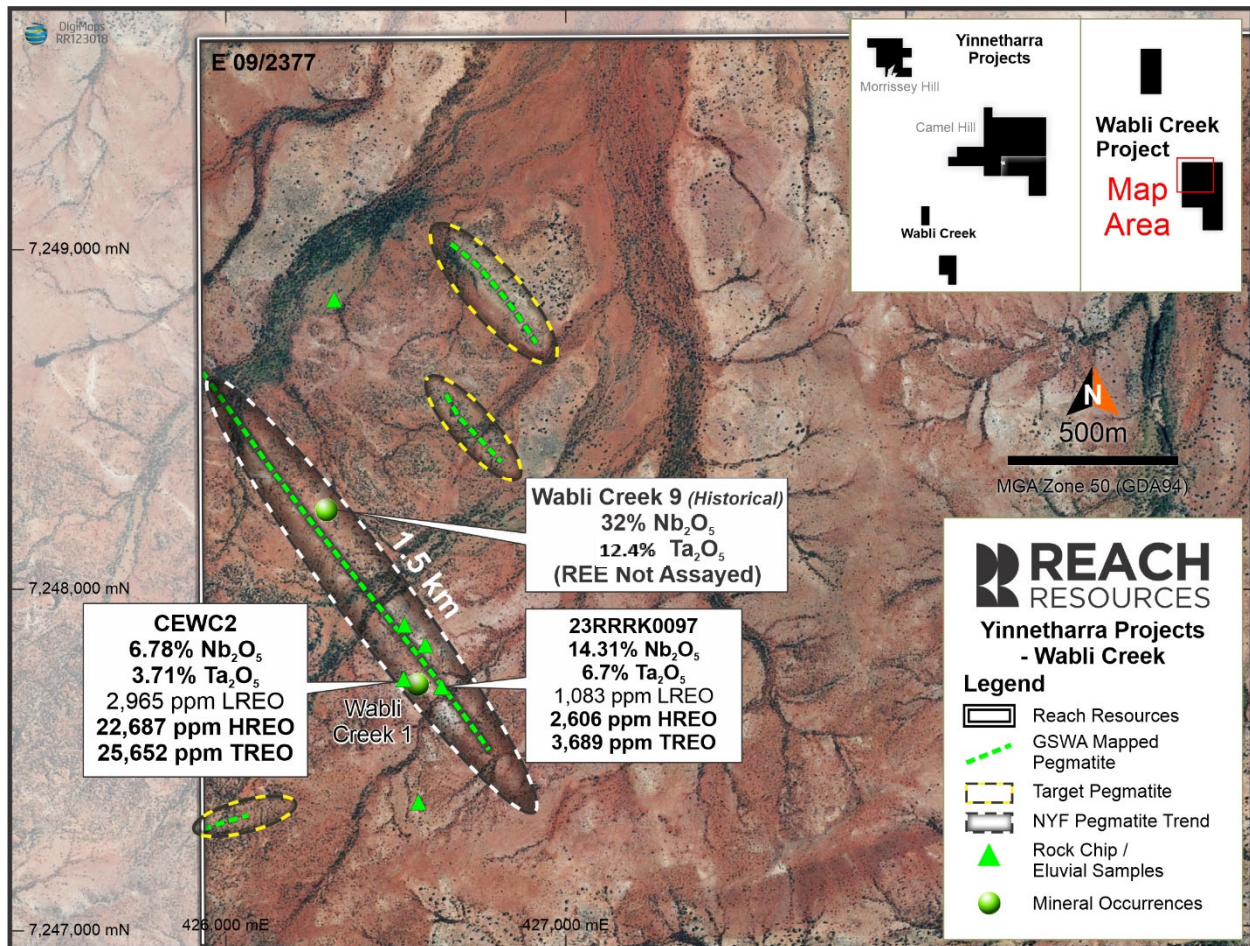 DigiMaps
RR123018
E 09/2377
7,249,000 mN
7,248,000 mN
7,247,000 mN
426,000 mE
427,000 mE
Yinnetharra
Projects
Morrissey Hill
Camel Hill
Wabli Creek
Wabli Creek
Project
Map
Area
N
500m
MGA Zone 50 (GDA94)
1.5 km
Wabli Creek 9 (Historical)
32% Nb₂O₅
12.4% Ta₂O₅
(REE Not Assayed)
CEWC2
6.78% Nb₂O₅
3.71% Ta₂O₅
2,965 ppm LREO
22,687 ppm HREO
25,652 ppm TREO
Wabli
Creek 1
23RRRK0097
14.31% Nb₂O₅
6.7% Ta₂O₅
1,083 ppm LREO
2,606 ppm HREO
3,689 ppm TREO
REACH
RESOURCES
Yinnetharra Projects
- Wabli Creek
Legend
Reach Resources
GSWA Mapped
Pegmatite
Target Pegmatite
NYF Pegmatite Trend
Rock Chip /
Eluvial Samples
Mineral Occurrences